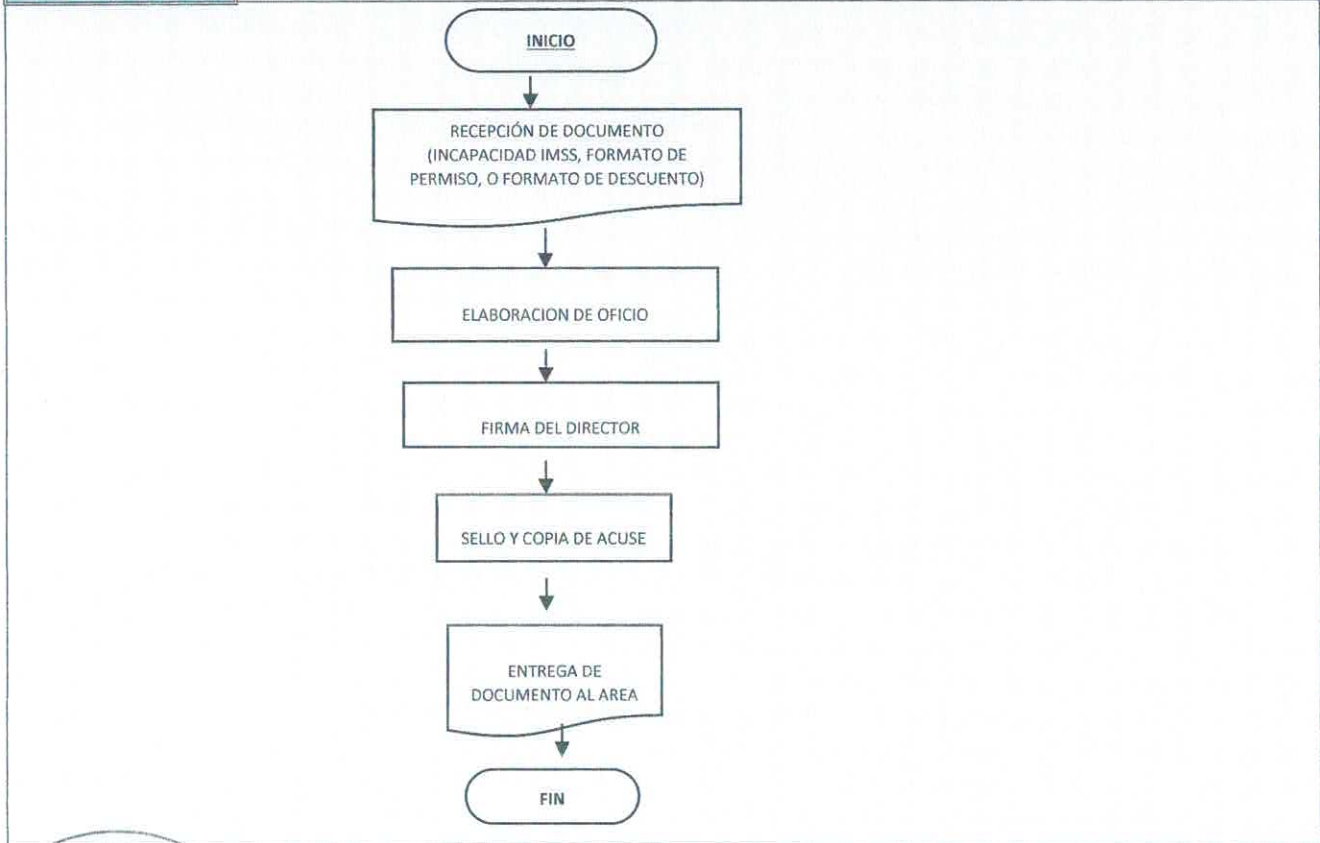 INICIO
RECEPCIÓN DE DOCUMENTO
(INCAPACIDAD IMSS, FORMATO DE
PERMISO, O FORMATO DE DESCUENTO)
ELABORACION DE OFICIO
FIRMA DEL DIRECTOR
SELLO Y COPIA DE ACUSE
ENTREGA DE
DOCUMENTO AL AREA
FIN